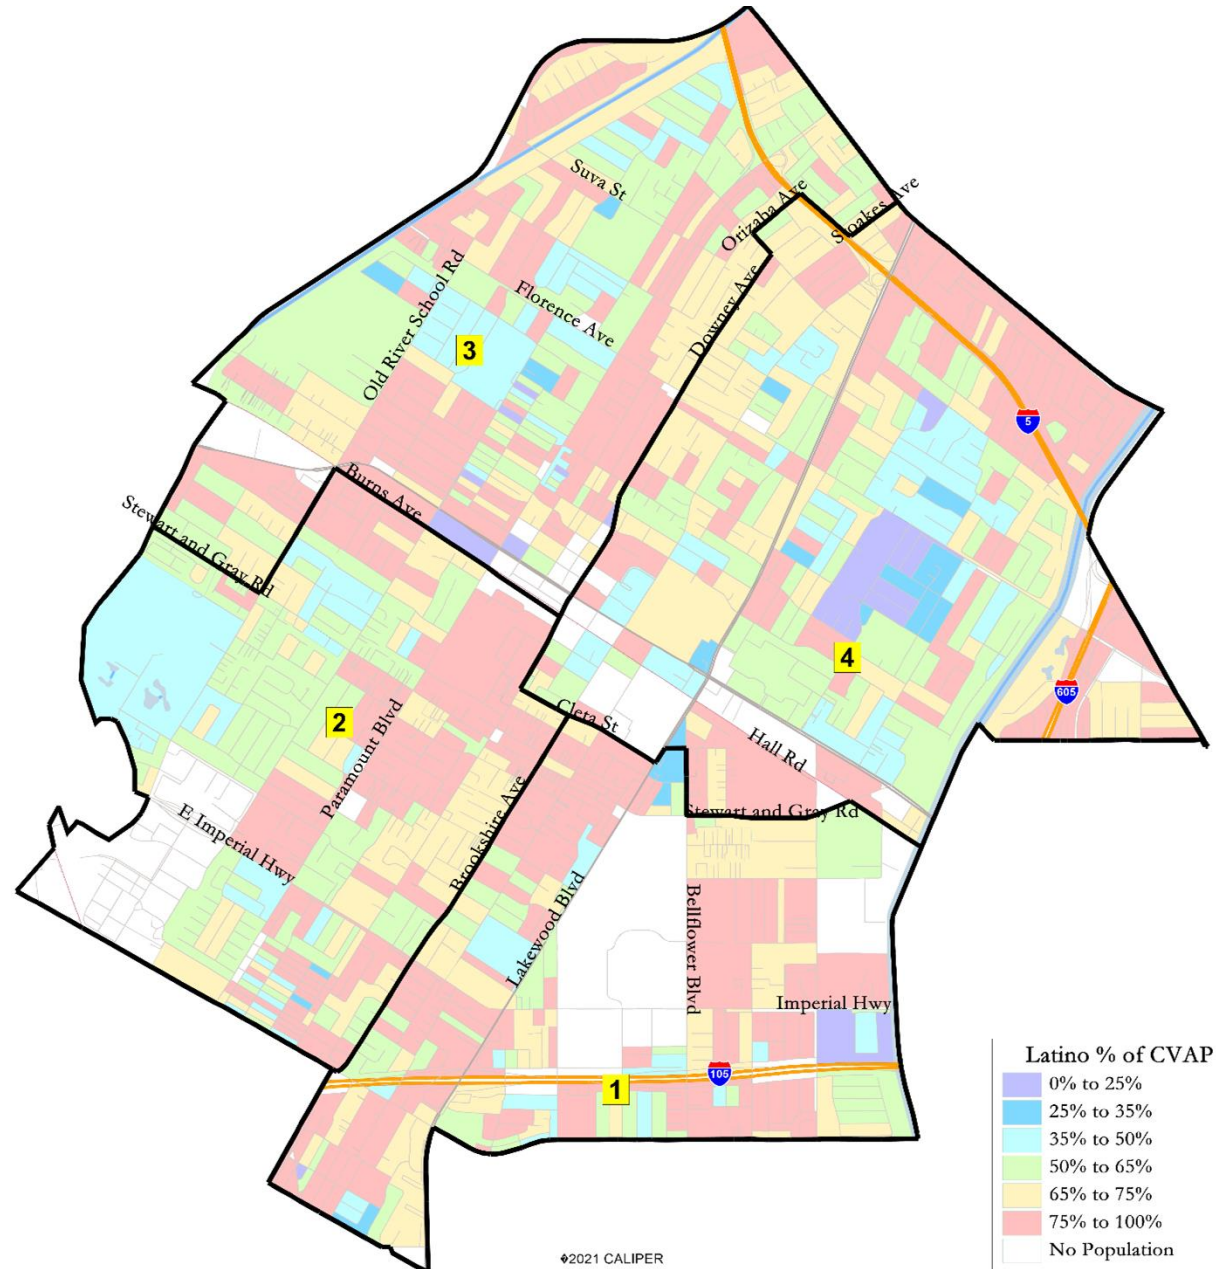 Suva St
Orizaba Ave
Stoakes Ave
Old River School Rd
Florence Ave
Downey Ave
3
5
Burns Ave
Stewart and Gray Rd
4
605
2
Paramount Blvd
Cleta St
Hall Rd
Stewart and Gray Rd
E Imperial Hwy
Brookshire Ave
Lakewood Blvd
Bellflower Blvd
Imperial Hwy
105
1
Latino % of CVAP
0% to 25%
25% to 35%
35% to 50%
50% to 65%
65% to 75%
75% to 100%
No Population
�2021 CALIPER